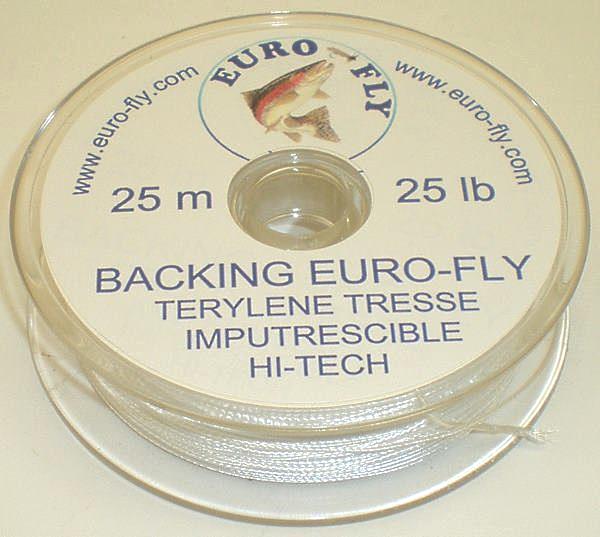 EURO FLY
www.euro-fly.com
www.euro-fly.com
25 m
25 lb
BACKING EURO-FLY
TERYLENE TRESSE
IMPUTRESCIBLE
HI-TECH